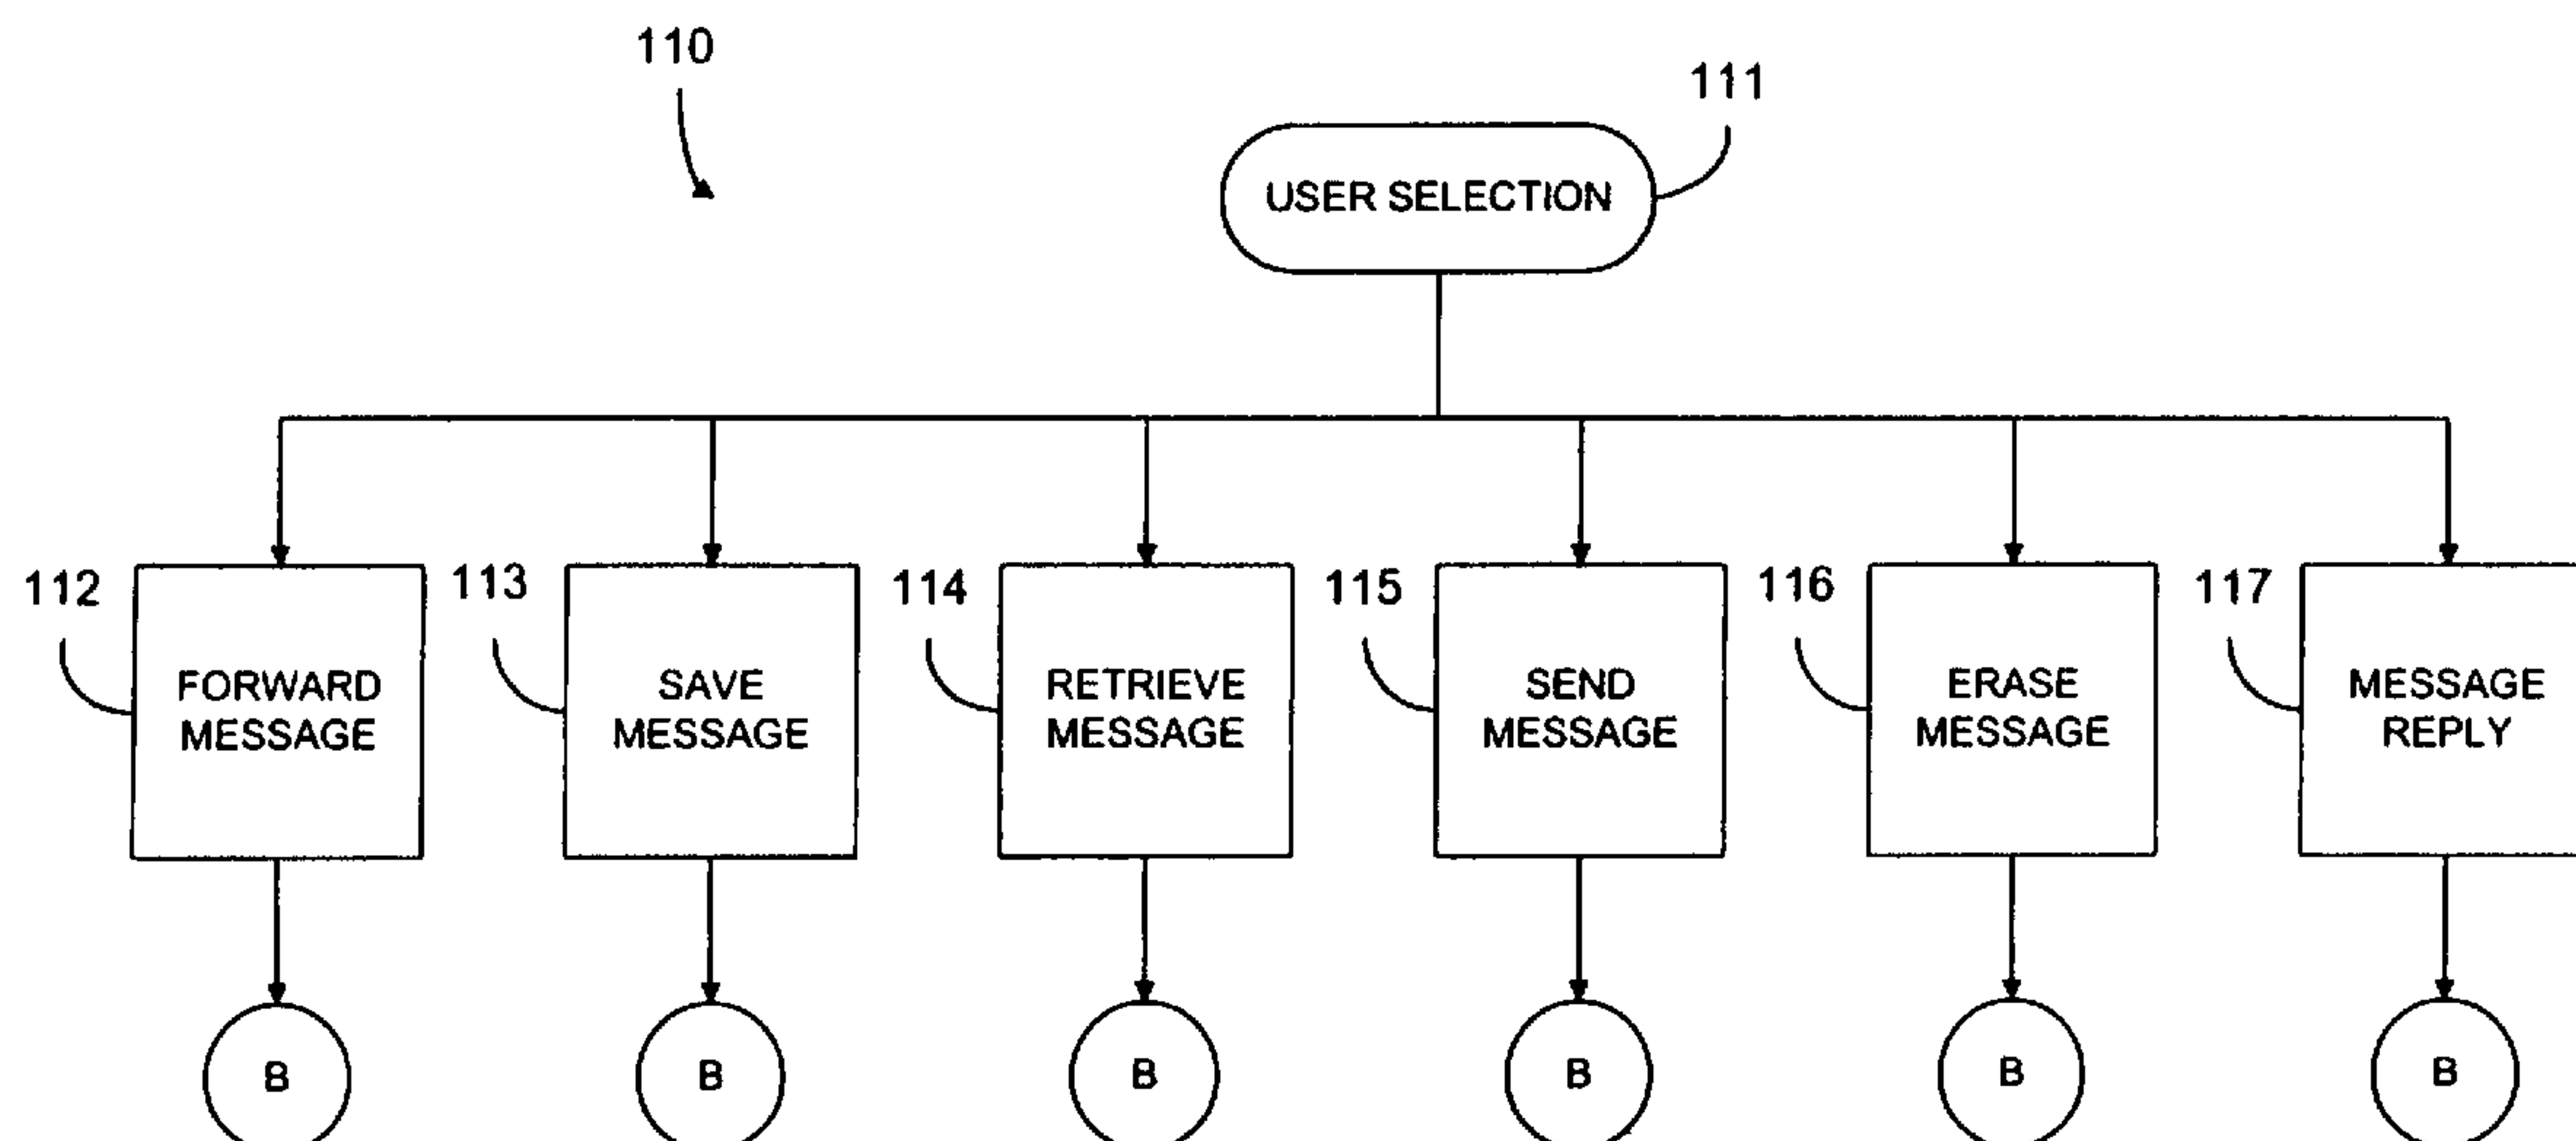 110
111
USER SELECTION
112
113
114
115
116
117
FORWARD
MESSAGE
SAVE
MESSAGE
RETRIEVE
MESSAGE
SEND
MESSAGE
ERASE
MESSAGE
MESSAGE
REPLY
B
B
B
B
B
B